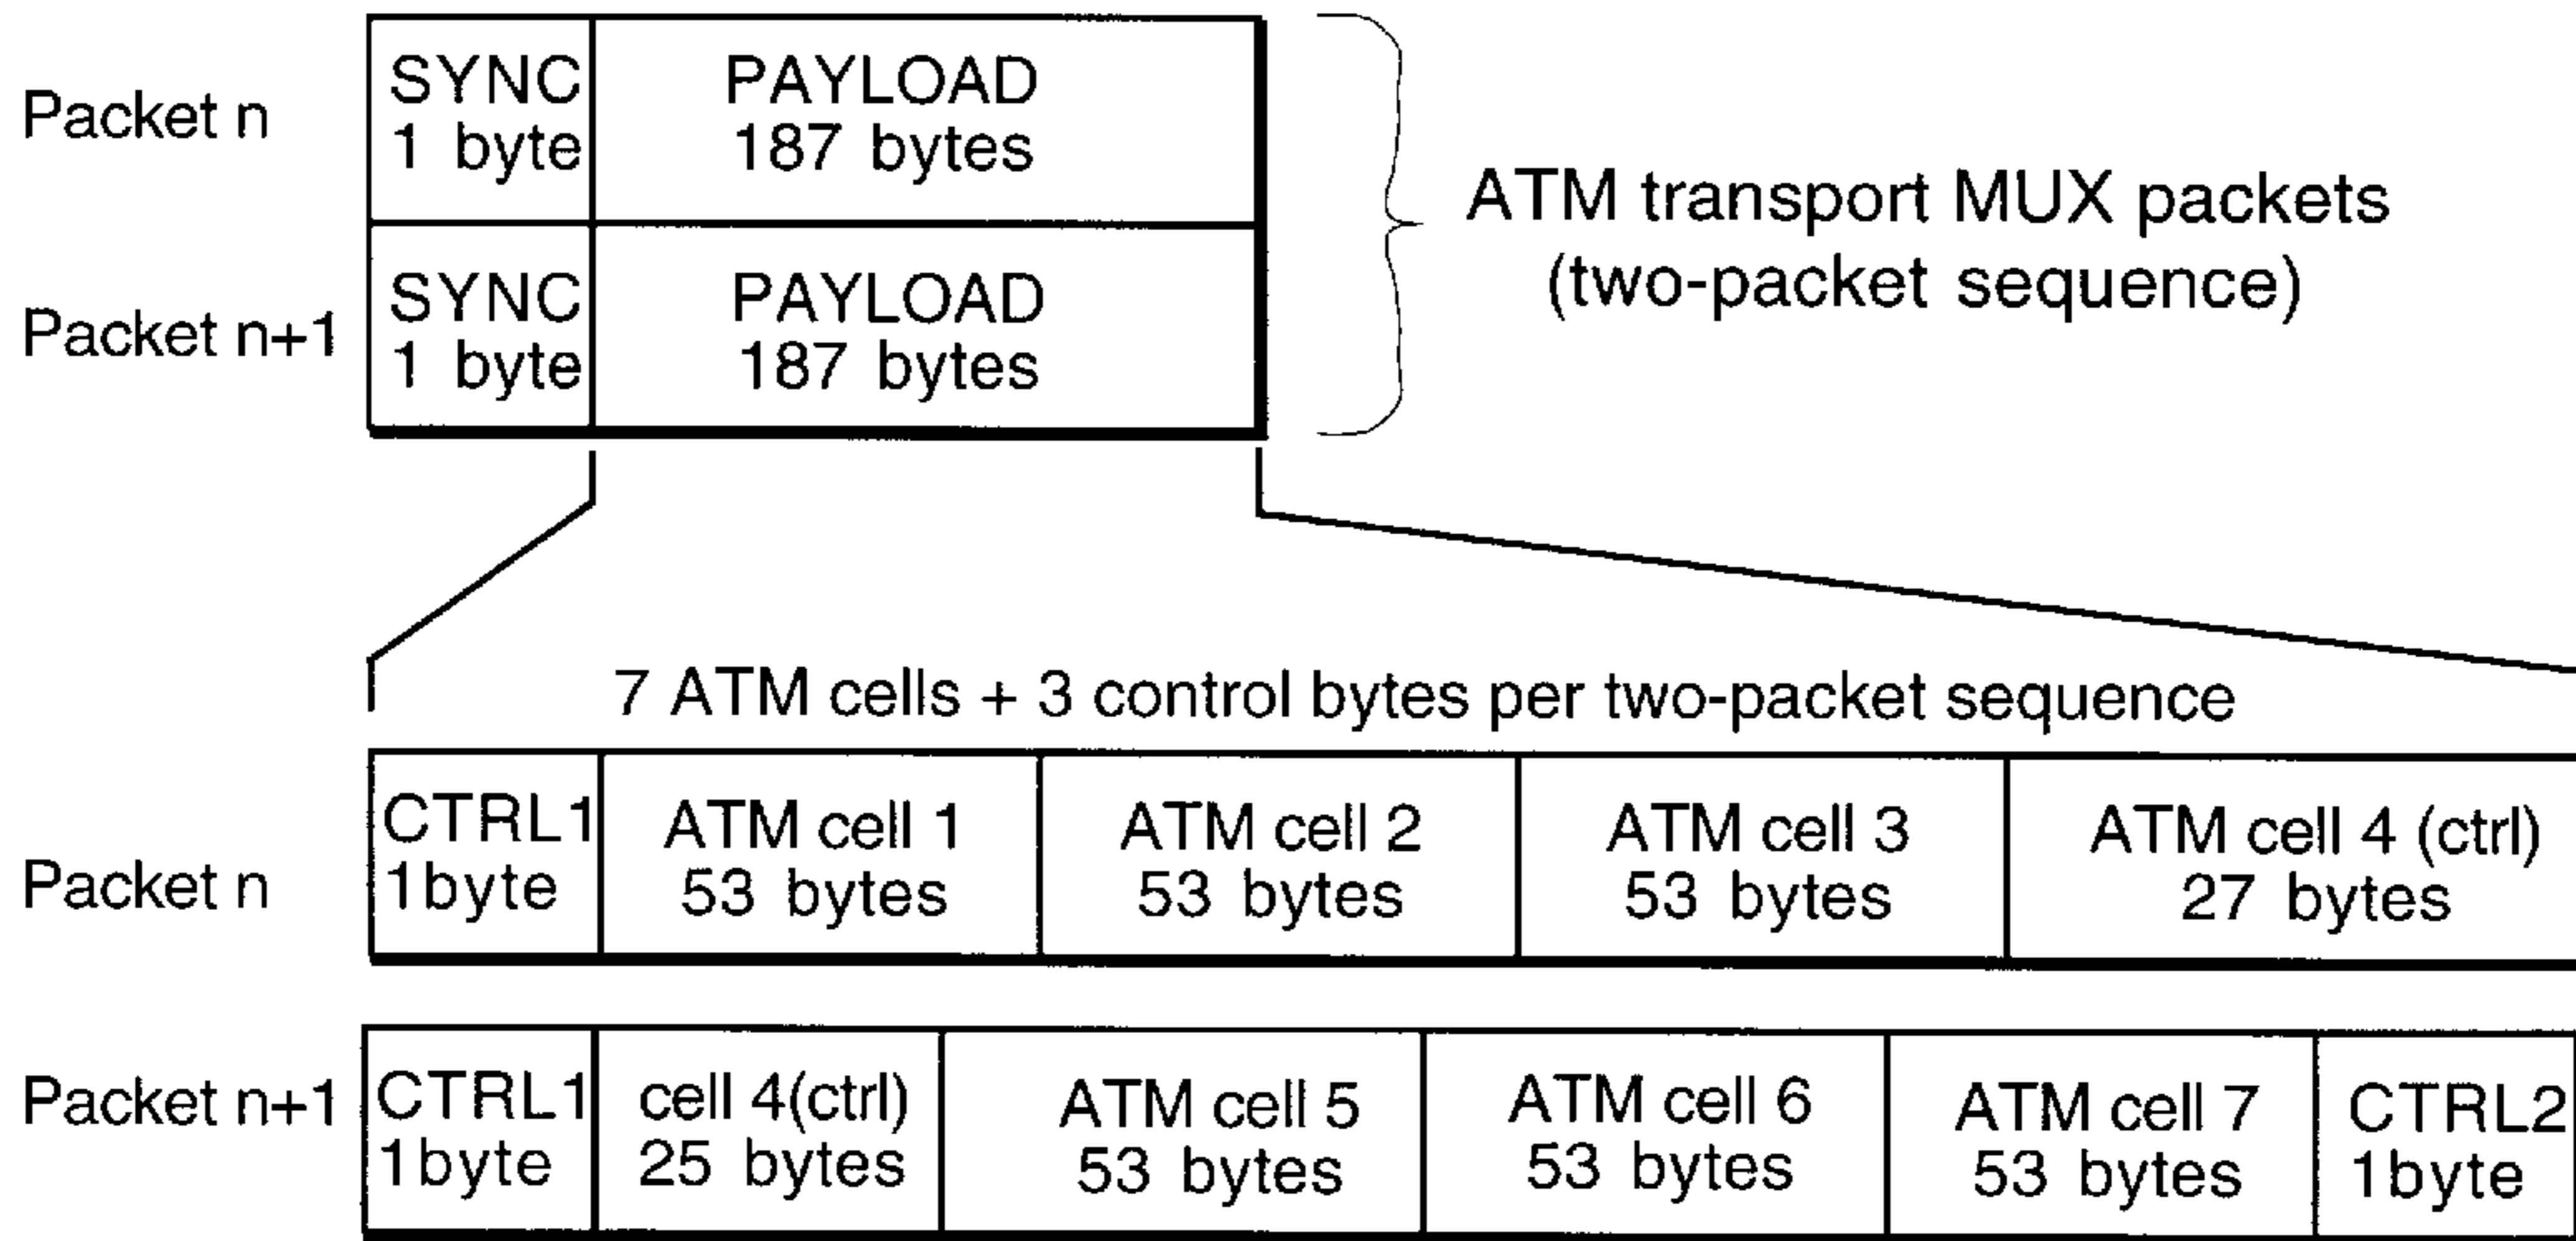 Packet n
SYNC
1 byte
PAYLOAD
187 bytes
Packet n+1
SYNC
1 byte
PAYLOAD
187 bytes
ATM transport MUX packets
(two-packet sequence)
7 ATM cells + 3 control bytes per two-packet sequence
Packet n
CTRL1
1byte
ATM cell 1
53 bytes
ATM cell 2
53 bytes
ATM cell 3
53 bytes
ATM cell 4 (ctrl)
27 bytes
Packet n+1
CTRL1
1byte
cell 4(ctrl)
25 bytes
ATM cell 5
53 bytes
ATM cell 6
53 bytes
ATM cell 7
53 bytes
CTRL2
1byte